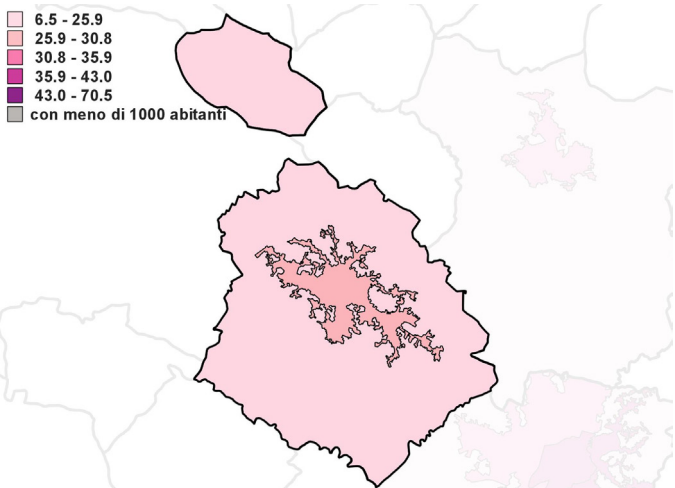 6.5 - 25.9
25.9 - 30.8
30.8 - 35.9
35.9 - 43.0
43.0 - 70.5
con meno di 1000 abitanti